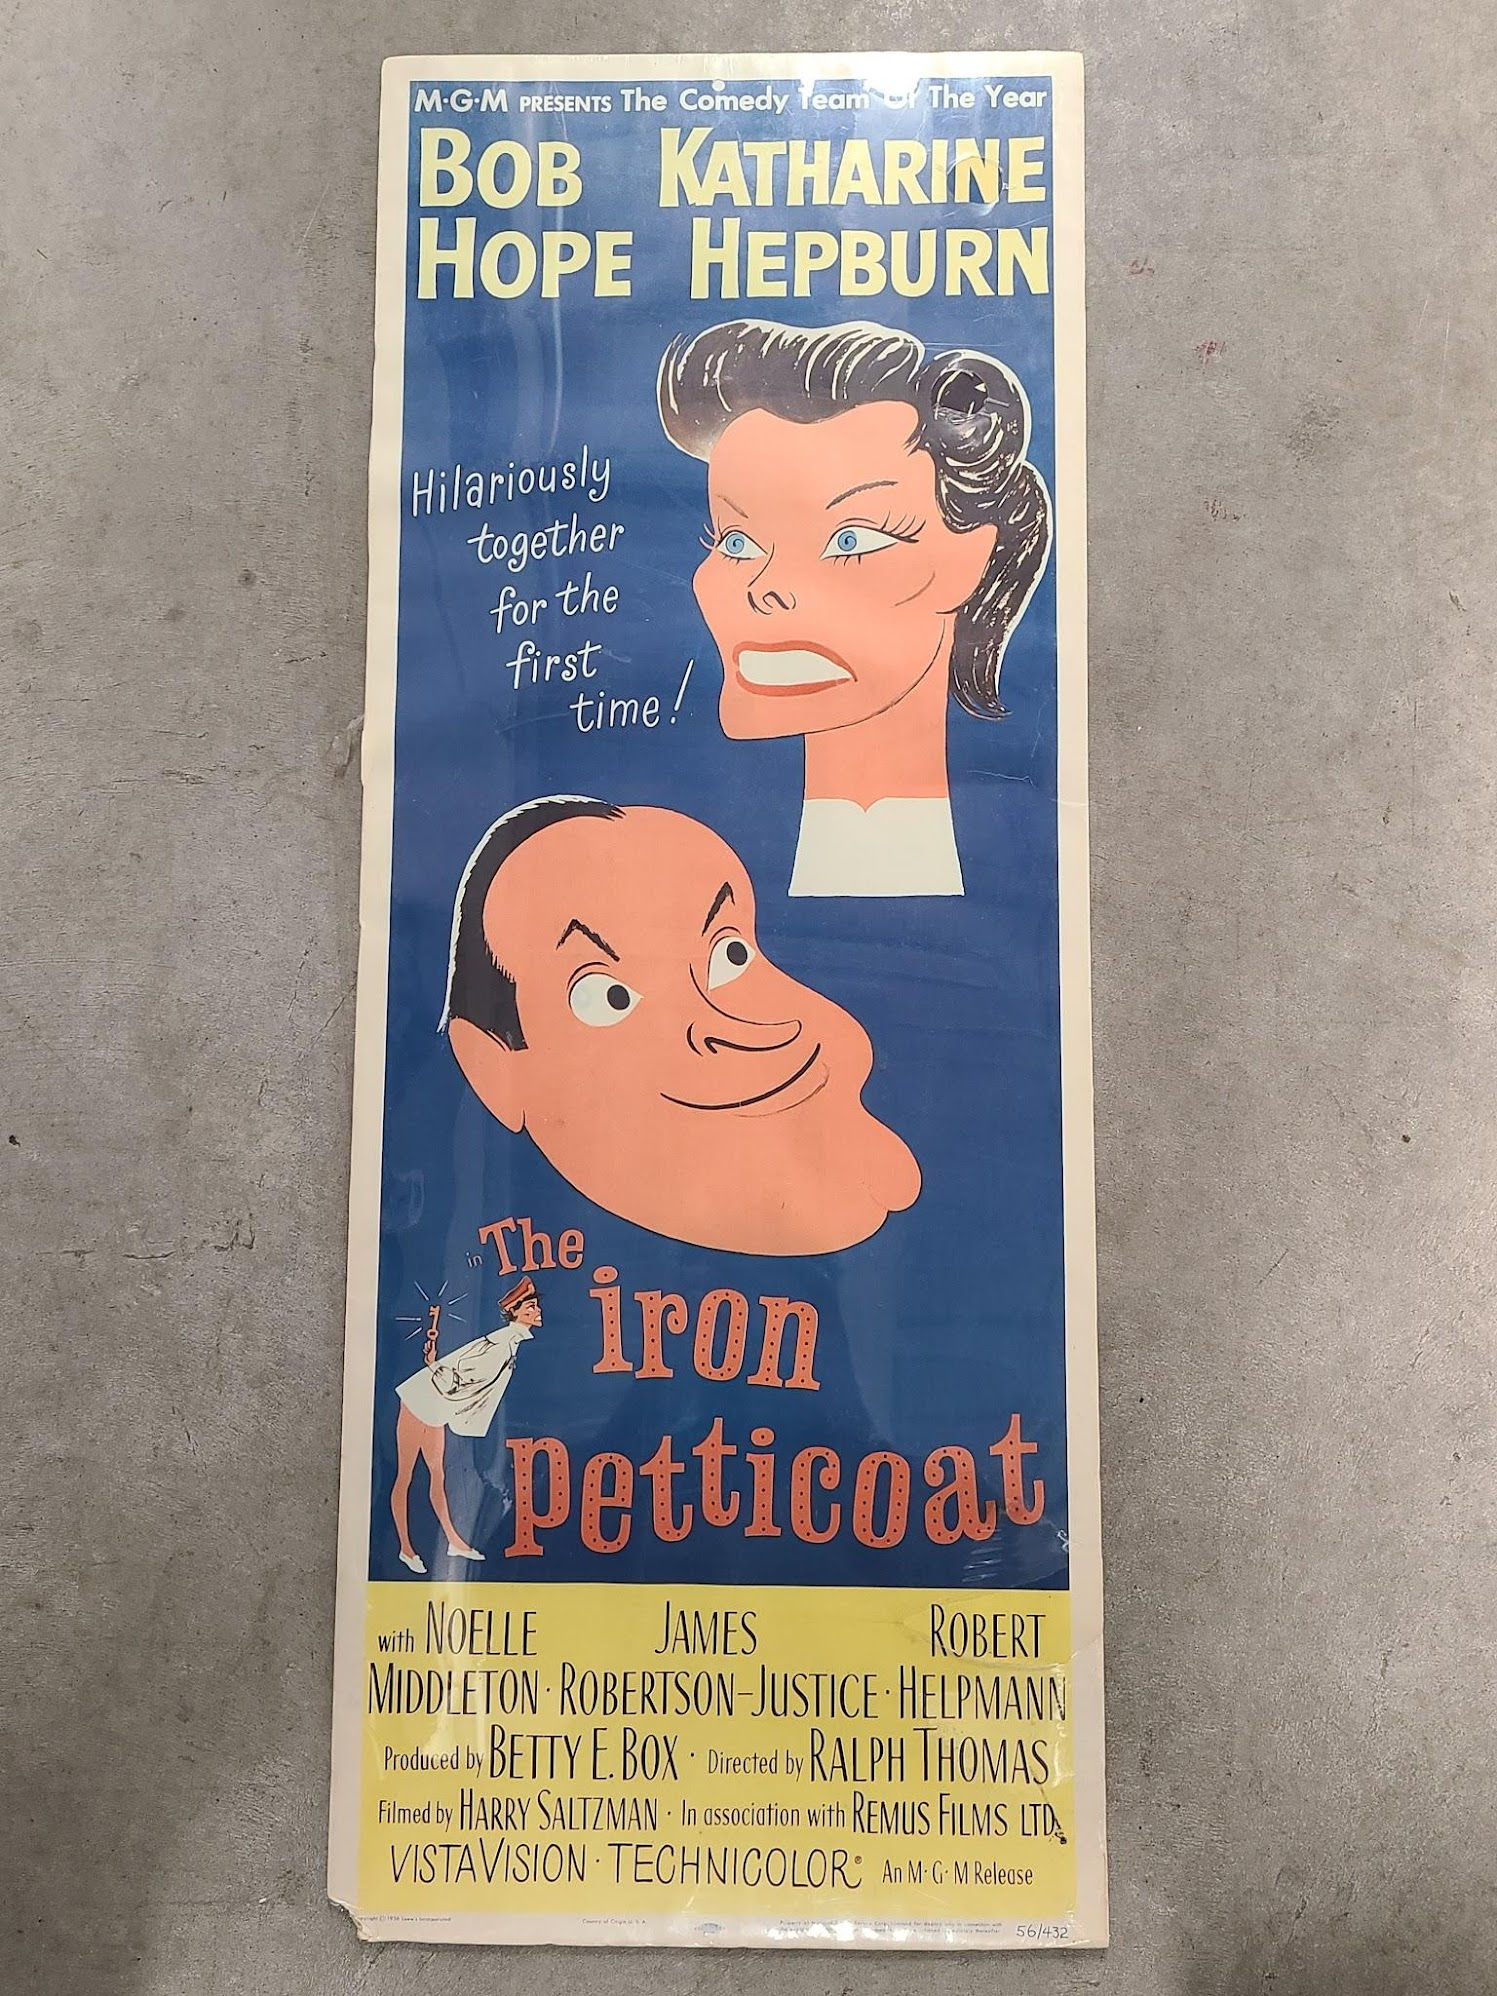 M·G·M PRESENTS The Comedy Team Of The Year
BOB KATHARINE
HOPE HEPBURN
Hilariously
together
for the
first
time!
in The
iron
petticoat
with NOELLE JAMES ROBERT
MIDDLETON · ROBERTSON-JUSTICE · HELPMANN
Produced by BETTY E. BOX · Directed by RALPH THOMAS
Filmed by HARRY SALTZMAN · In association with REMUS FILMS LTD.
VISTAVISION · TECHNICOLOR® An M·G·M Release
Country of Origin U.S.A.
56/432